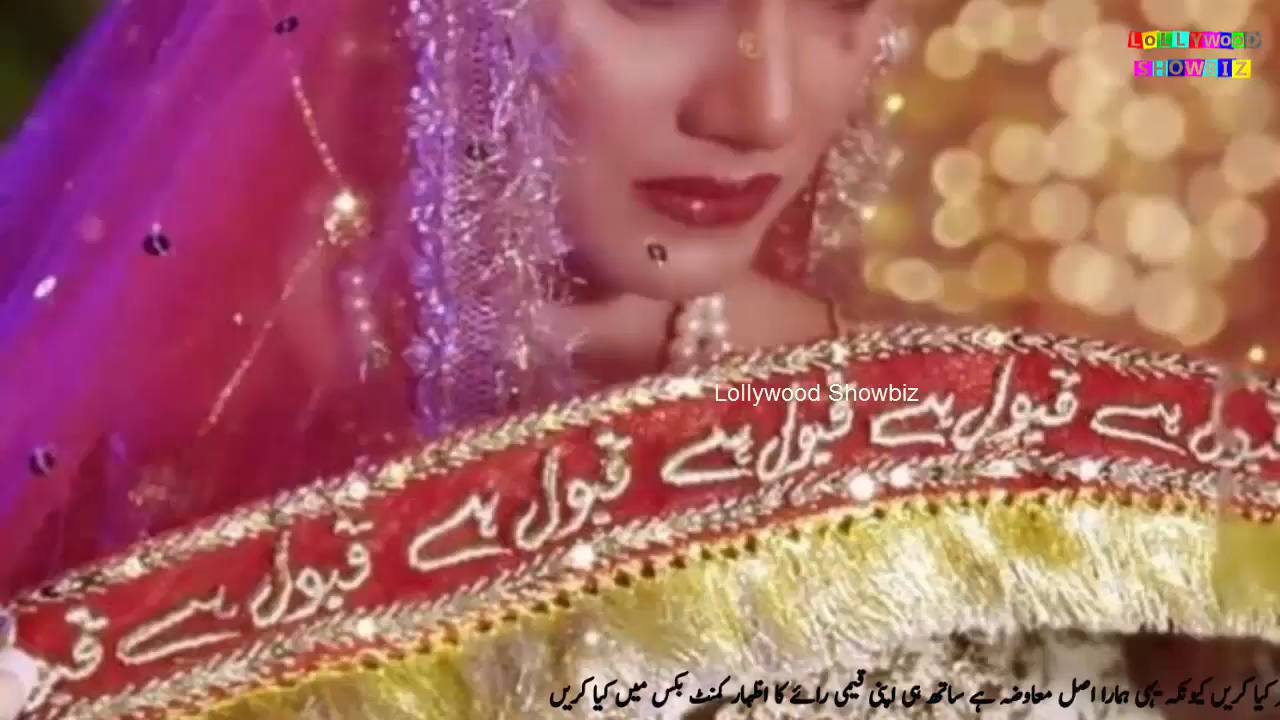 LOLLYWOOD
SHOWBIZ
Lollywood Showbiz
قبول ہے قبول ہے قبول ہے قبول ہے قبول ہے
کیا کریں کیونکہ یہی ہمارا اصل معاوضہ ہے ساتھ ہی اپنی قیمی رائے کا اظہار کمنٹ بکس میں کیا کریں